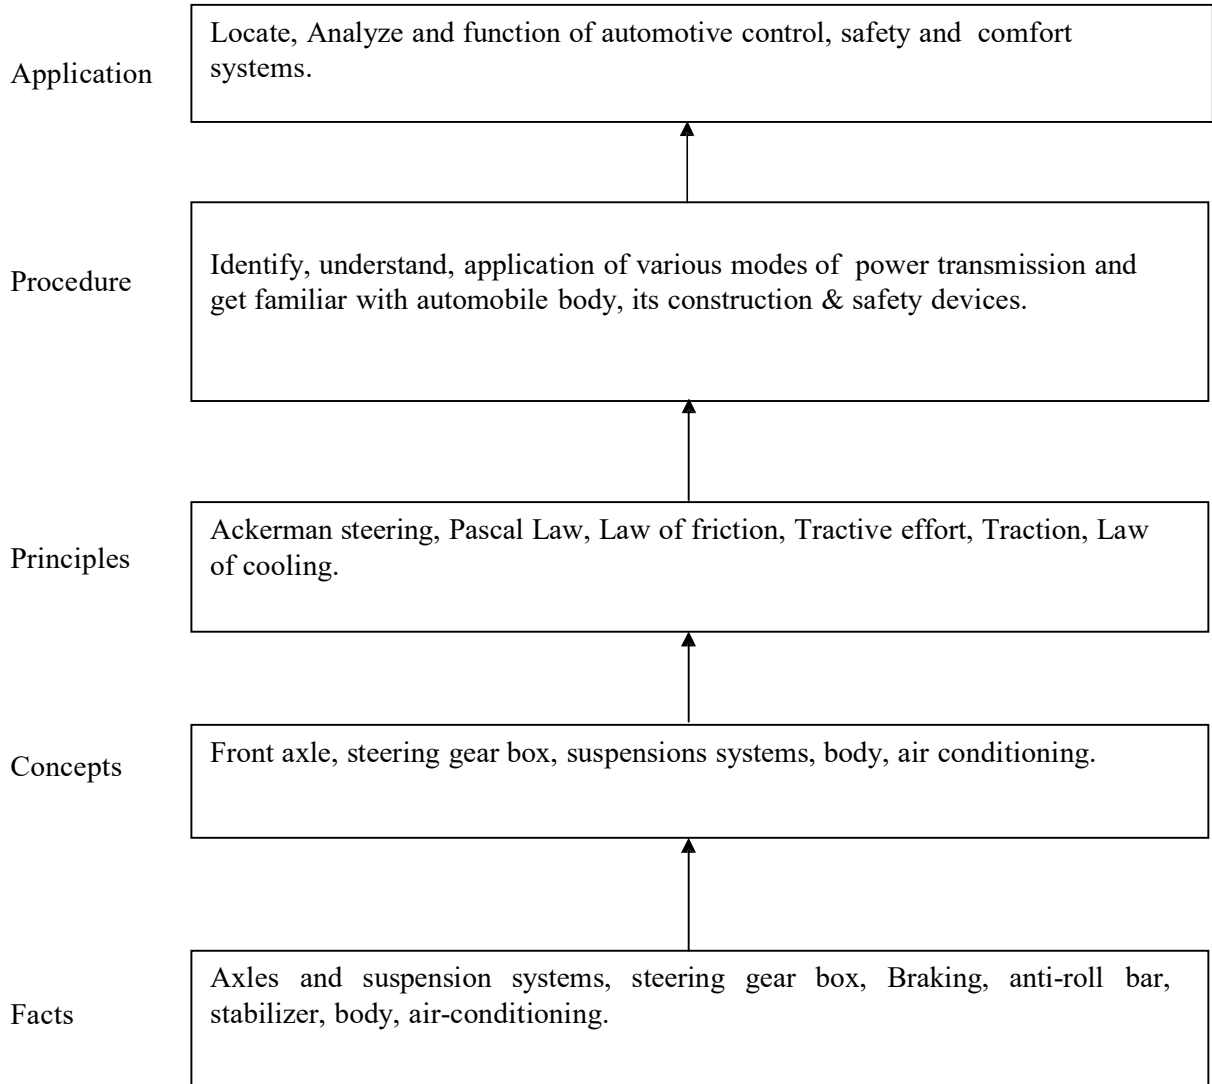 Application
Locate, Analyze and function of automotive control, safety and comfort
systems.
Procedure
Identify, understand, application of various modes of power transmission and
get familiar with automobile body, its construction & safety devices.
Principles
Ackerman steering, Pascal Law, Law of friction, Tractive effort, Traction, Law
of cooling.
Concepts
Front axle, steering gear box, suspensions systems, body, air conditioning.
Facts
Axles and suspension systems, steering gear box, Braking, anti-roll bar,
stabilizer, body, air-conditioning.